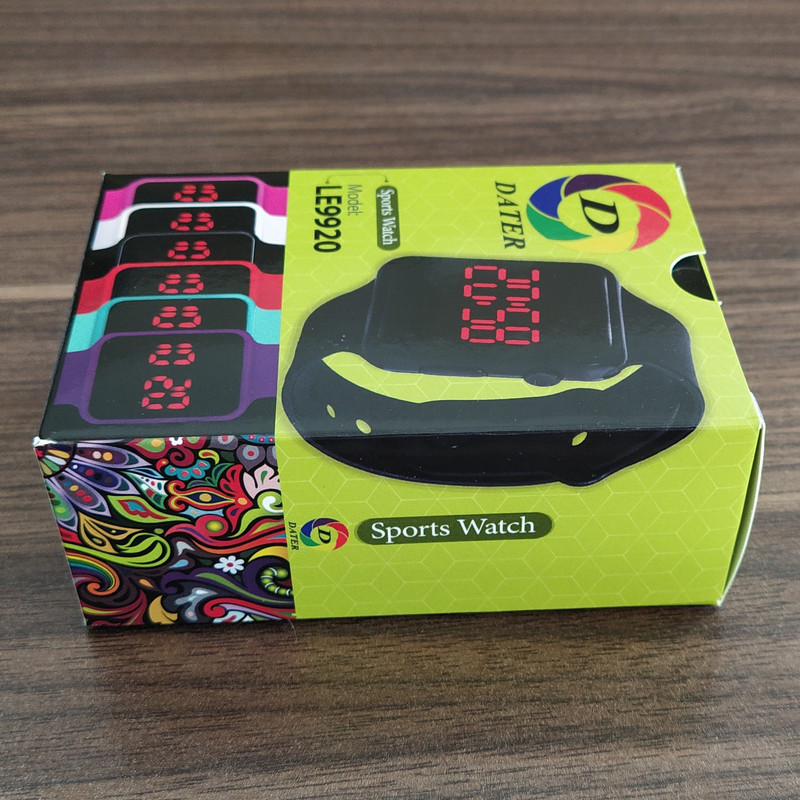 D
DATER
Sports Watch
Model:
LE9920
DATER
D
Sports Watch